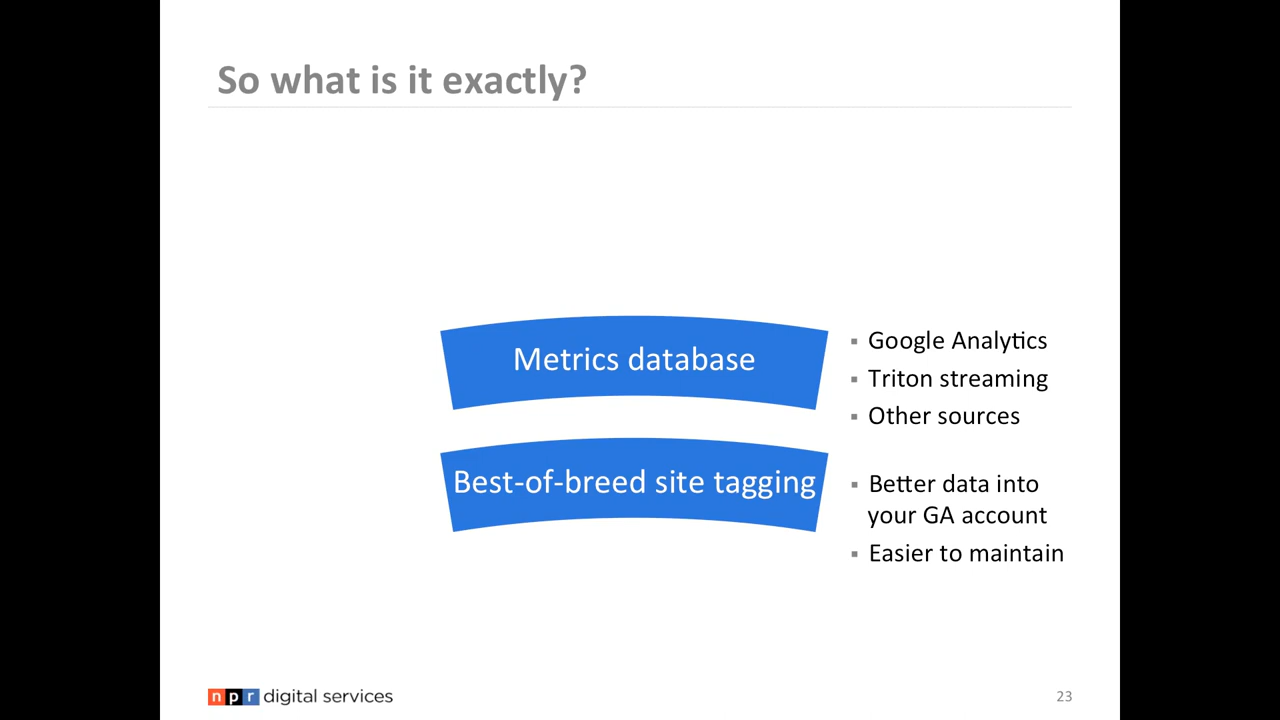 So what is it exactly?
Metrics database
▪ Google Analytics
▪ Triton streaming
▪ Other sources
Best-of-breed site tagging
▪ Better data into
your GA account
▪ Easier to maintain
npr digital services
23